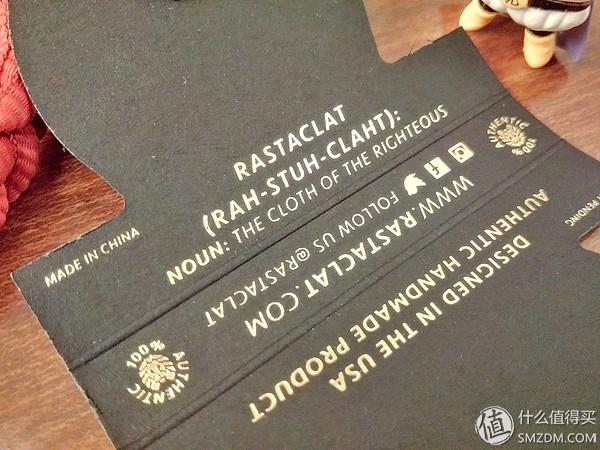 RASTACLAT
(RAH-STUH-CLAHT):
NOUN: THE CLOTH OF THE RIGHTEOUS
MADE IN CHINA
FOLLOW US @RASTACLAT
WWW.RASTACLAT.COM
100% AUTHENTIC
100% AUTHENTIC
DESIGNED IN THE USA
AUTHENTIC HANDMADE PRODUCT
PENDING
值 什么值得买
SMZDM.COM